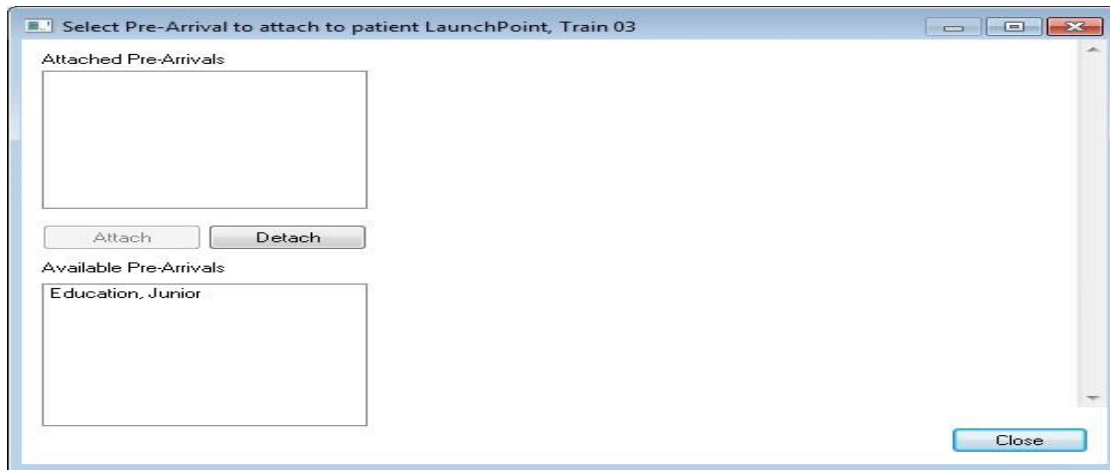 Select Pre-Arrival to attach to patient LaunchPoint, Train 03
Attached Pre-Arrivals
Attach Detach
Available Pre-Arrivals
Education, Junior
Close